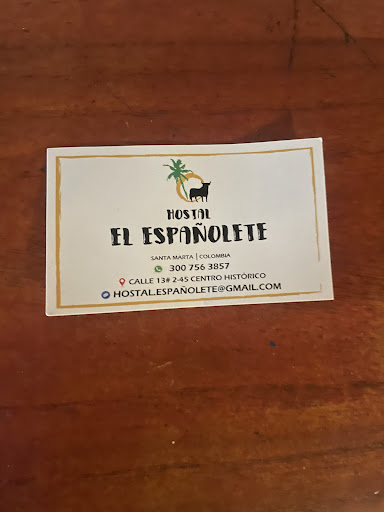 HOSTAL
EL ESPAÑOLETE
SANTA MARTA | COLOMBIA
300 756 3857
CALLE 13# 2-45 CENTRO HISTÓRICO
HOSTAL.ESPAÑOLETE@GMAIL.COM